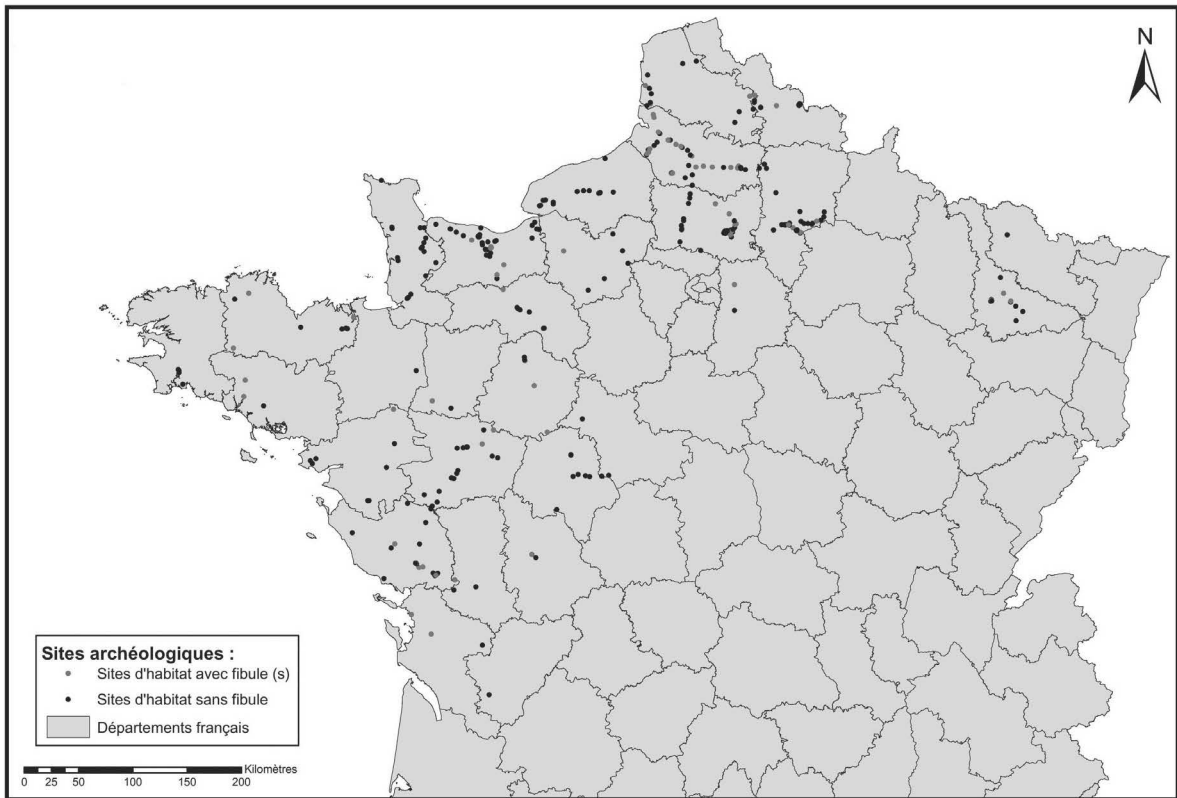 N
Sites archéologiques :
Sites d'habitat avec fibule (s)
Sites d'habitat sans fibule
Départements français
Kilomètres
0 25 50 100 150 200